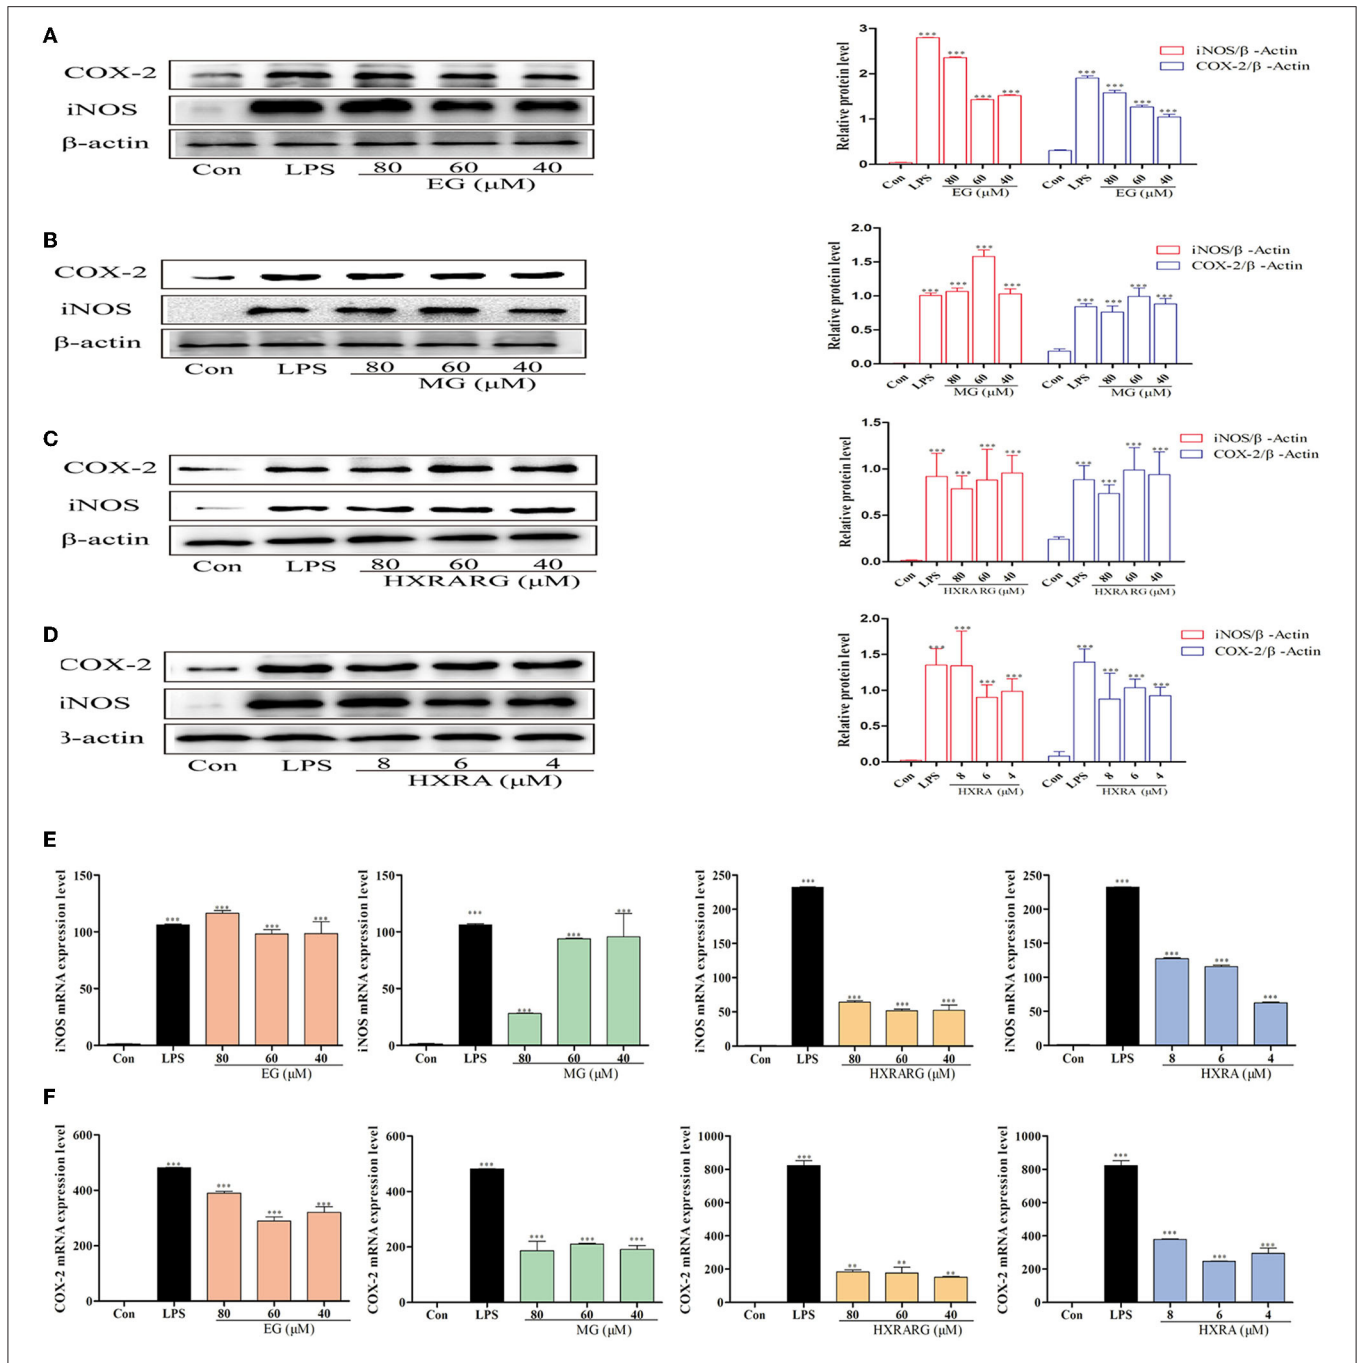 A
COX-2
iNOS
β-actin
Con LPS 80 60 40
EG (μM)
Relative protein level
3
2
1
0
*** *** *** *** *** *** *** ***
Con LPS 80 60 40 Con LPS 80 60 40
EG (μM) EG (μM)
iNOS/β -Actin
COX-2/β -Actin
B
COX-2
iNOS
β-actin
Con LPS 80 60 40
MG (μM)
Relative protein level
2.0
1.5
1.0
0.5
0.0
*** *** *** *** *** *** *** ***
Con LPS 80 60 40 Con LPS 80 60 40
MG (μM) MG (μM)
iNOS/β -Actin
COX-2/β -Actin
C
COX-2
iNOS
β-actin
Con LPS 80 60 40
HXRARG (μM)
Relative protein level
1.5
1.0
0.5
0.0
*** *** *** *** *** *** *** ***
Con LPS 80 60 40 Con LPS 80 60 40
HXRARG (μM) HXRARG (μM)
iNOS/β -Actin
COX-2/β -Actin
D
COX-2
iNOS
3-actin
Con LPS 8 6 4
HXRA (μM)
Relative protein level
2.0
1.5
1.0
0.5
0.0
*** *** *** *** *** *** *** ***
Con LPS 8 6 4 Con LPS 8 6 4
HXRA (μM) HXRA (μM)
iNOS/β -Actin
COX-2/β -Actin
E
iNOS mRNA expression level
150
100
50
0
*** *** *** ***
Con LPS 80 60 40
EG (μM)
iNOS mRNA expression level
150
100
50
0
*** *** *** ***
Con LPS 80 60 40
MG (μM)
iNOS mRNA expression level
250
200
150
100
50
0
*** *** *** ***
Con LPS 80 60 40
HXRARG (μM)
iNOS mRNA expression level
250
200
150
100
50
0
*** *** *** ***
Con LPS 8 6 4
HXRA (μM)
F
COX-2 mRNA expression level
600
400
200
0
*** *** *** ***
Con LPS 80 60 40
EG (μM)
COX-2 mRNA expression level
600
400
200
0
*** *** *** ***
Con LPS 80 60 40
MG (μM)
COX-2 mRNA expression level
1000
800
600
400
200
0
*** ** ** **
Con LPS 80 60 40
HXRARG (μM)
COX-2 mRNA expression level
1000
800
600
400
200
0
*** *** *** ***
Con LPS 8 6 4
HXRA (μM)